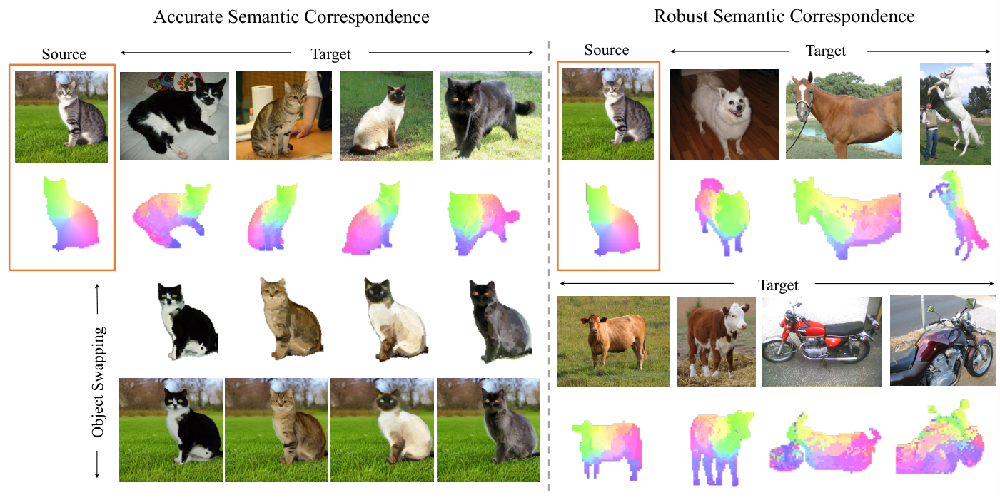 Accurate Semantic Correspondence
Source
Target
Object Swapping
Robust Semantic Correspondence
Source
Target
Target